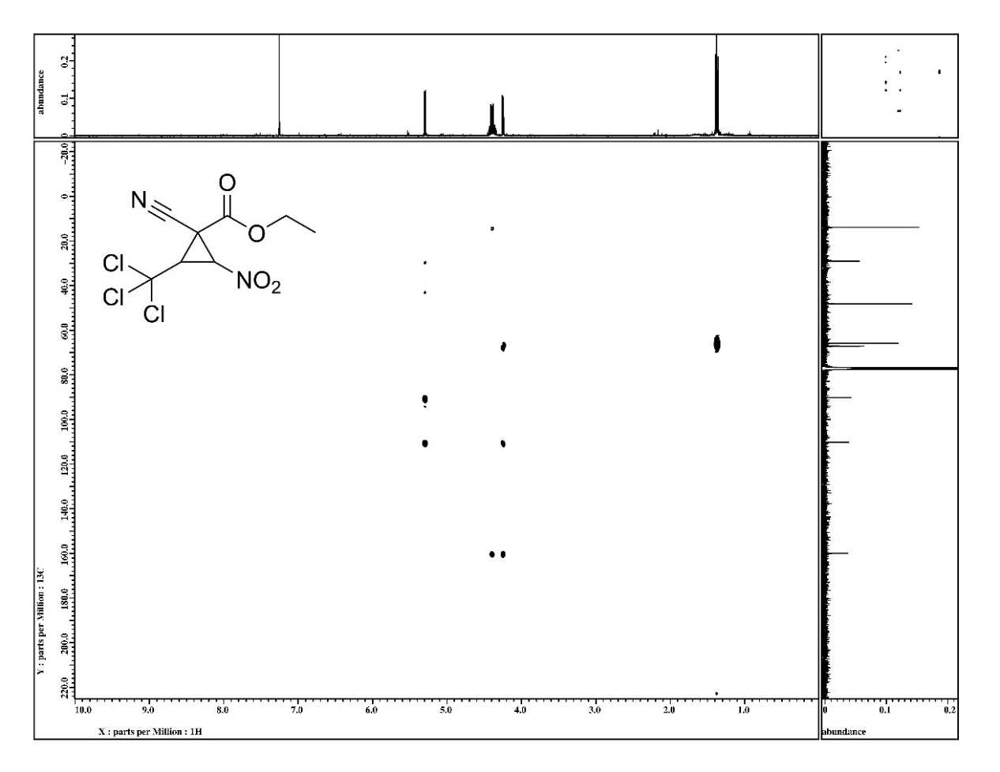 abundance
0.2
0.1
0
Y : parts per Million : 13C
-20.0
0
20.0
40.0
60.0
80.0
100.0
120.0
140.0
160.0
180.0
200.0
220.0
N
O
O
Cl
Cl
Cl
NO2
10.0 9.0 8.0 7.0 6.0 5.0 4.0 3.0 2.0 1.0
X : parts per Million : 1H
0 0.1 0.2
abundance